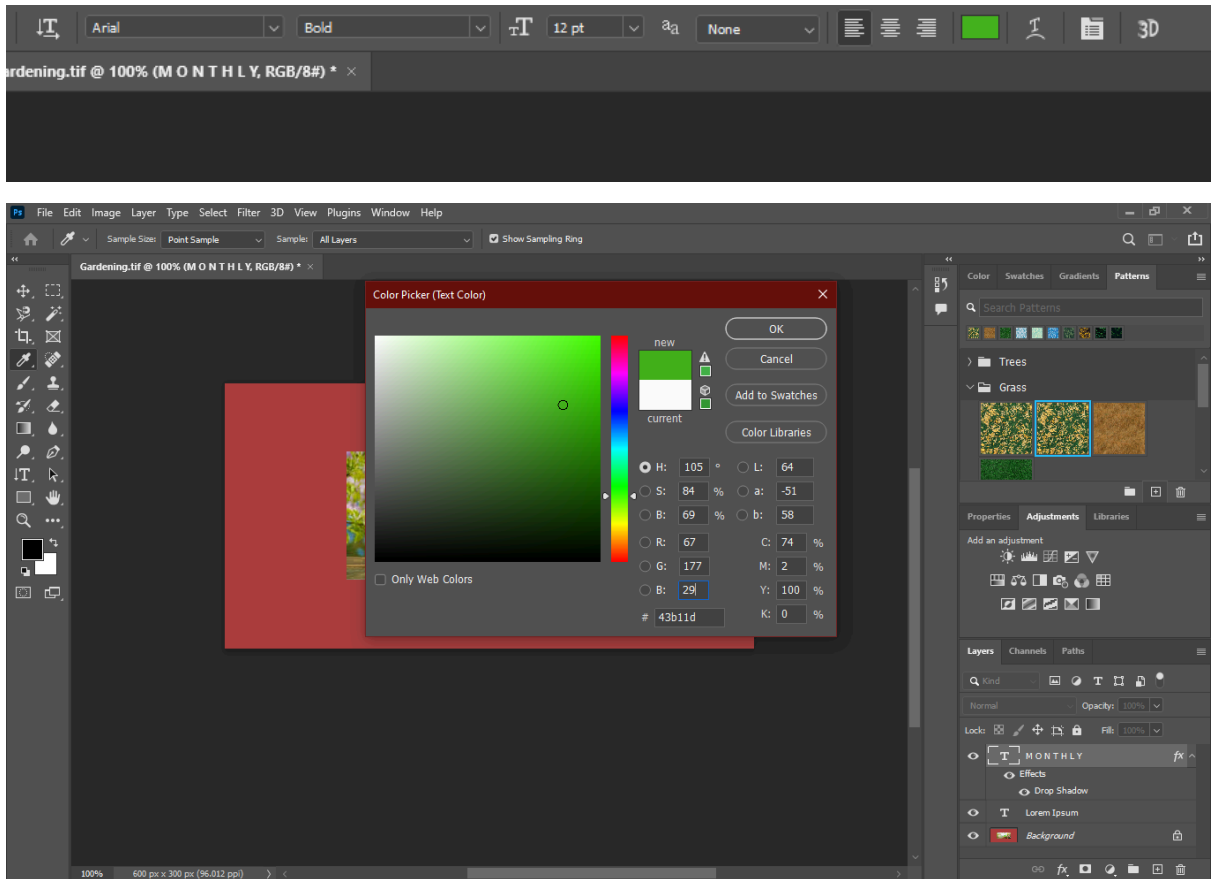 T Arial Bold TT 12 pt aa None T 3D
ardening.tif @ 100% (M O N T H L Y, RGB/8#) * ×
Ps File Edit Image Layer Type Select Filter 3D View Plugins Window Help
Sample Size: Point Sample Sample: All Layers Show Sampling Ring
Gardening.tif @ 100% (M O N T H L Y, RGB/8#) * ×
Color Picker (Text Color)
new
current
OK
Cancel
Add to Swatches
Color Libraries
H: 105 ° L: 64
S: 84 % a: -51
B: 69 % b: 58
R: 67 C: 74 %
G: 177 M: 2 %
B: 29 Y: 100 %
# 43b11d K: 0 %
Only Web Colors
Color Swatches Gradients Patterns
Search Patterns
Trees
Grass
Properties Adjustments Libraries
Add an adjustment
Layers Channels Paths
Kind T
Normal Opacity: 100%
Lock: Fill: 100%
T M O N T H L Y fx
Effects
Drop Shadow
T Lorem Ipsum
Background
fx
100% 600 px x 300 px (96.012 ppi)